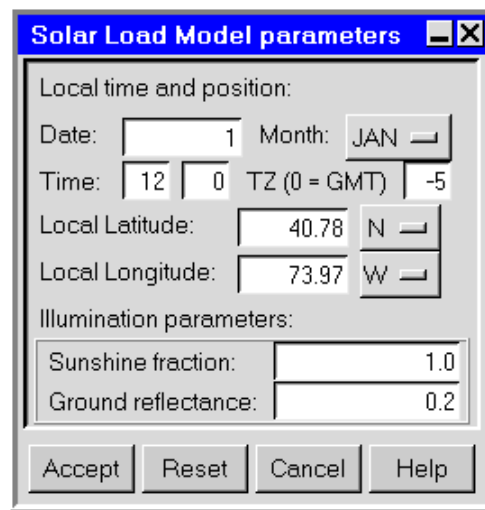 Solar Load Model parameters
Local time and position:
Date: 1 Month: JAN
Time: 12 0 TZ (0 = GMT) -5
Local Latitude: 40.78 N
Local Longitude: 73.97 W
Illumination parameters:
Sunshine fraction: 1.0
Ground reflectance: 0.2
Accept Reset Cancel Help